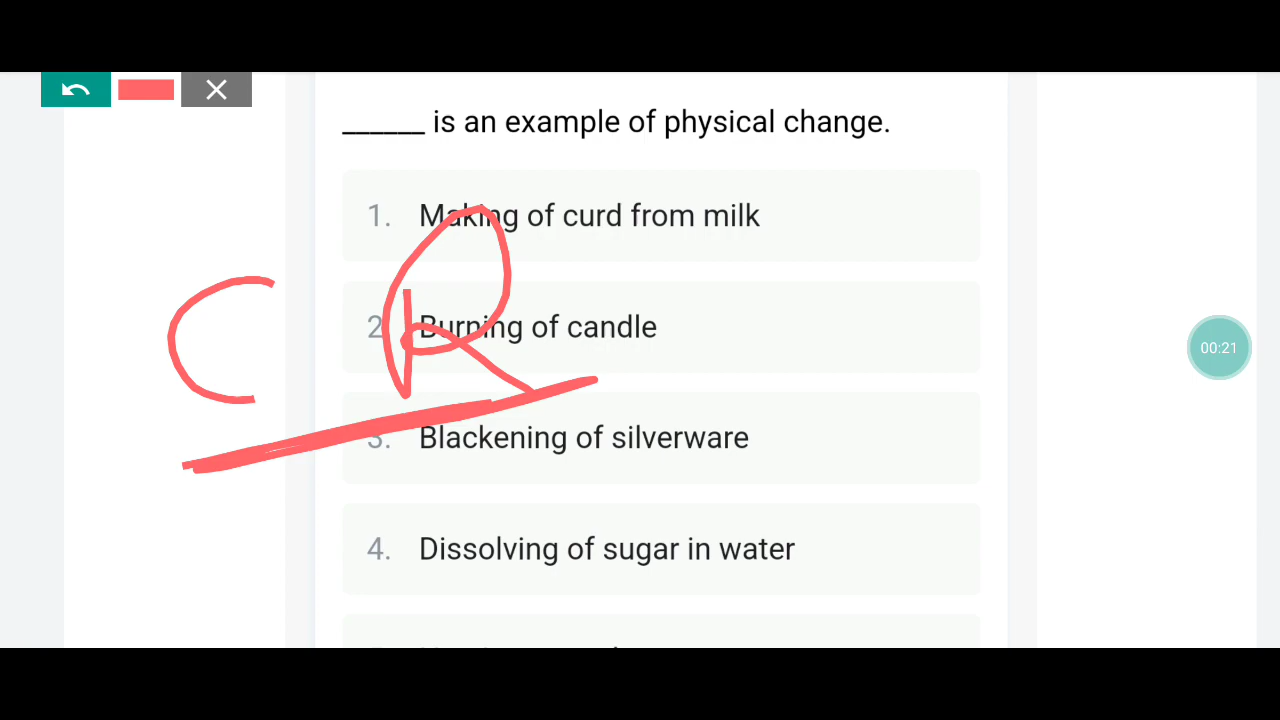 ______ is an example of physical change.
1. Making of curd from milk
2 Burning of candle
C R
00:21
3. Blackening of silverware
4. Dissolving of sugar in water